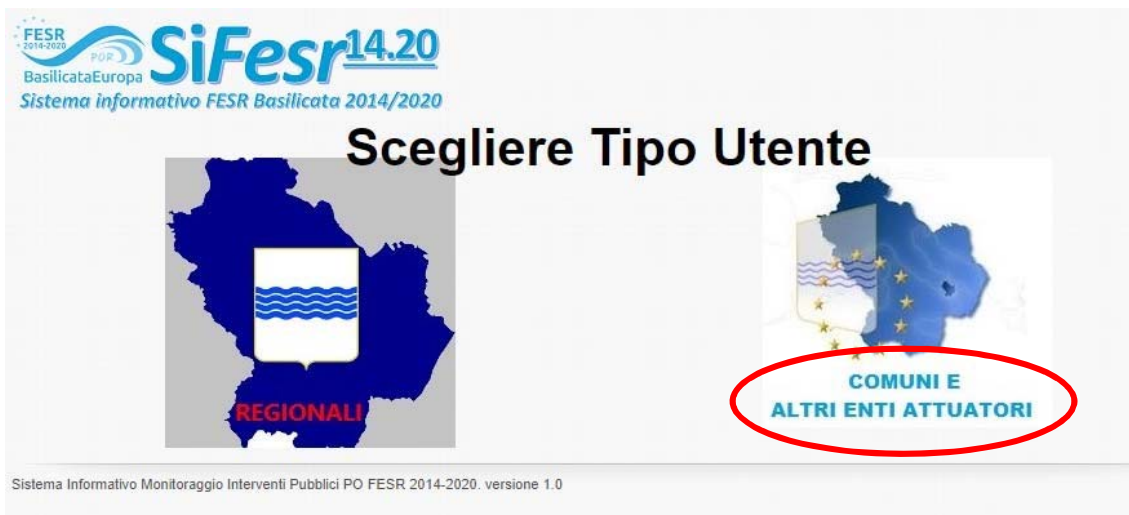 FESR
2014-2020
POR
BasilicataEuropa
SiFesr14.20
Sistema informativo FESR Basilicata 2014/2020
Scegliere Tipo Utente
REGIONALI
COMUNI E
ALTRI ENTI ATTUATORI
Sistema Informativo Monitoraggio Interventi Pubblici PO FESR 2014-2020. versione 1.0